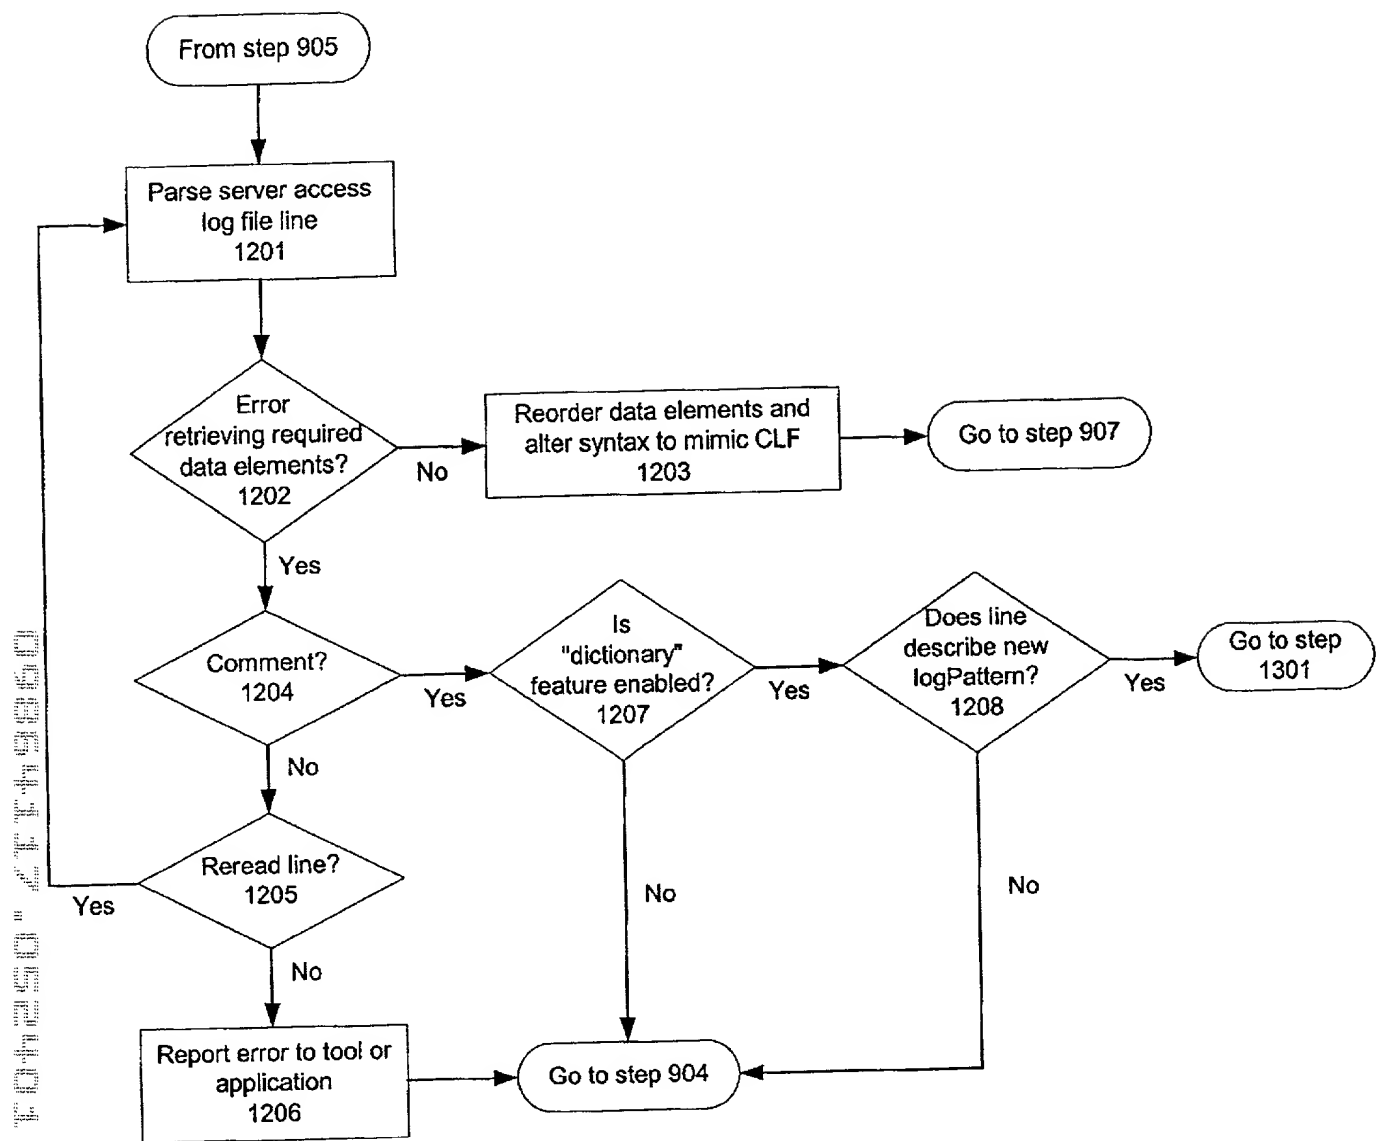 From step 905
Parse server access
log file line
1201
Error
retrieving required
data elements?
1202
No
Reorder data elements and
alter syntax to mimic CLF
1203
Go to step 907
Yes
Comment?
1204
Yes
Is
"dictionary"
feature enabled?
1207
Yes
Does line
describe new
logPattern?
1208
Yes
Go to step
1301
No
Reread line?
1205
Yes
No
No
No
Report error to tool or
application
1206
Go to step 904